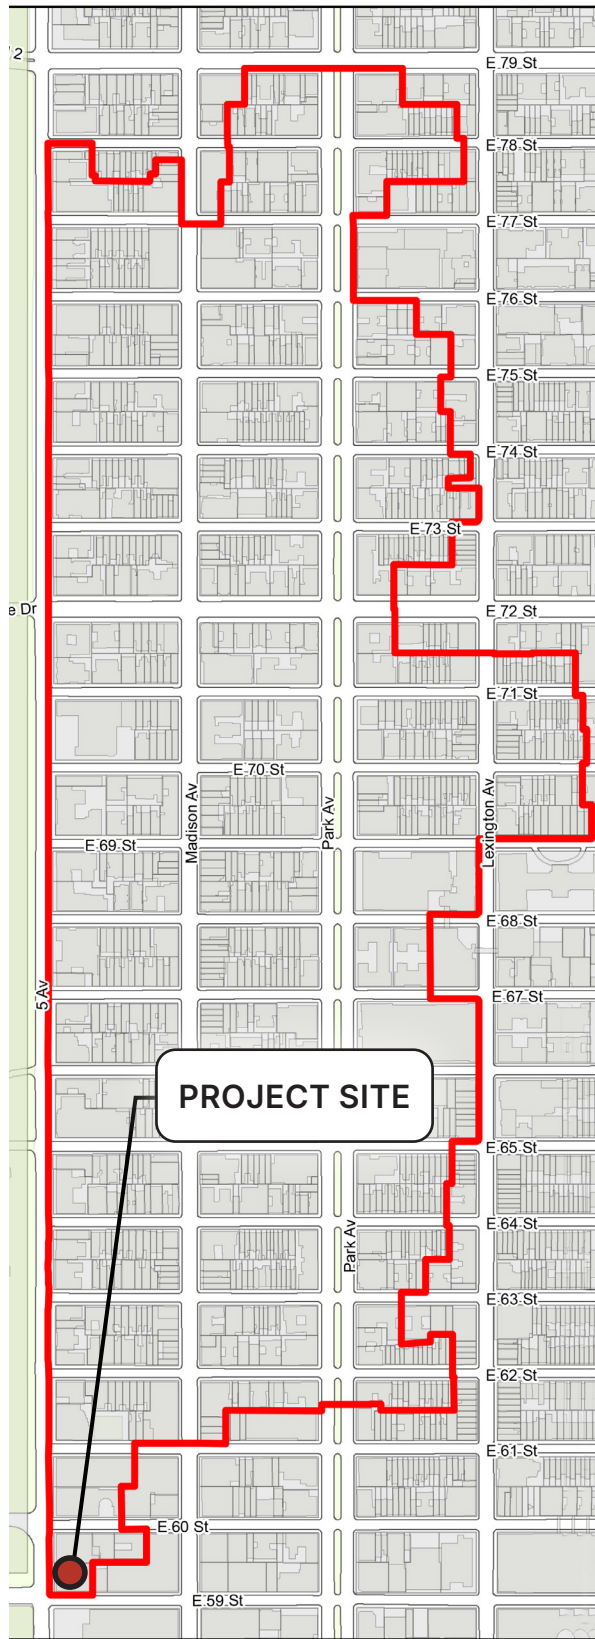 2
E 79 St
E 78 St
E 77 St
E 76 St
E 75 St
E 74 St
E 73 St
e Dr
E 72 St
E 71 St
E 70 St
Madison Av
Park Av
Lexington Av
E 69 St
E 68 St
5 Av
E 67 St
PROJECT SITE
E 65 St
E 64 St
Park Av
E 63 St
E 62 St
E 61 St
E 60 St
E 59 St